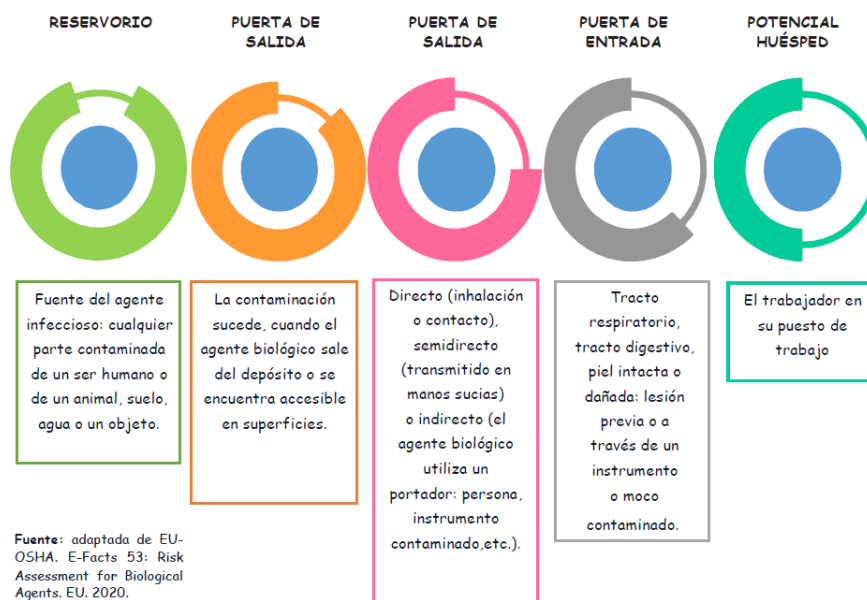 RESERVORIO
PUERTA DE
SALIDA
PUERTA DE
SALIDA
PUERTA DE
ENTRADA
POTENCIAL
HUÉSPED
Fuente del agente
infeccioso: cualquier
parte contaminada
de un ser humano o
de un animal, suelo,
agua o un objeto.
La contaminación
sucede, cuando el
agente biológico sale
del depósito o se
encuentra accesible
en superficies.
Directo (inhalación
o contacto),
semidirecto
(transmitido en
manos sucias)
o indirecto (el
agente biológico
utiliza un
portador: persona,
instrumento
contaminado,etc.).
Tracto
respiratorio,
tracto digestivo,
piel intacta o
dañada: lesión
previa o a
través de un
instrumento
o moco
contaminado.
El trabajador en
su puesto de
trabajo
Fuente: adaptada de EU-
OSHA. E-Facts 53: Risk
Assessment for Biological
Agents. EU. 2020.